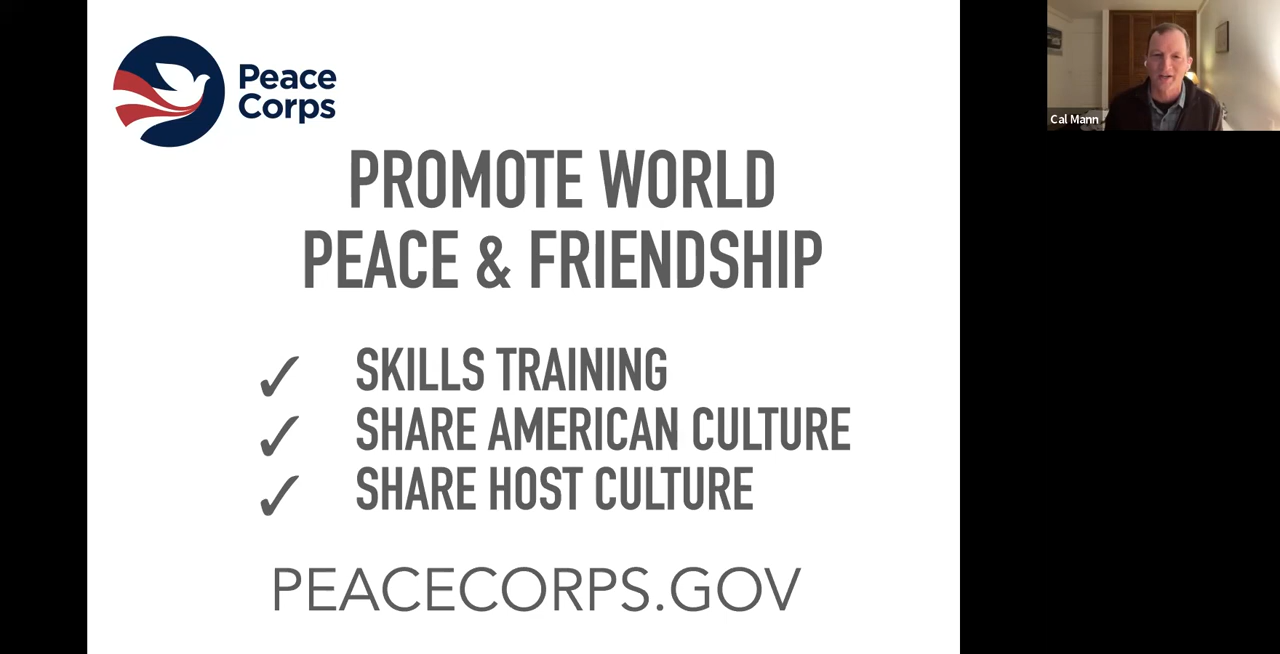 Peace
Corps
PROMOTE WORLD
PEACE & FRIENDSHIP
✓ SKILLS TRAINING
✓ SHARE AMERICAN CULTURE
✓ SHARE HOST CULTURE
PEACECORPS.GOV
Cal Mann